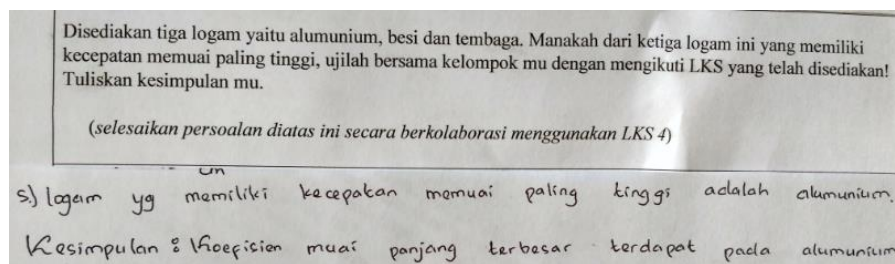 Disediakan tiga logam yaitu alumunium, besi dan tembaga. Manakah dari ketiga logam ini yang memiliki
kecepatan memuai paling tinggi, ujilah bersama kelompok mu dengan mengikuti LKS yang telah disediakan!
Tuliskan kesimpulan mu.
(selesaikan persoalan diatas ini secara berkolaborasi menggunakan LKS 4)
5.) logam yg memiliki kecepatan memuai paling tinggi adalah alumunium.
Kesimpulan : Koefisien muai panjang terbesar terdapat pada alumunium